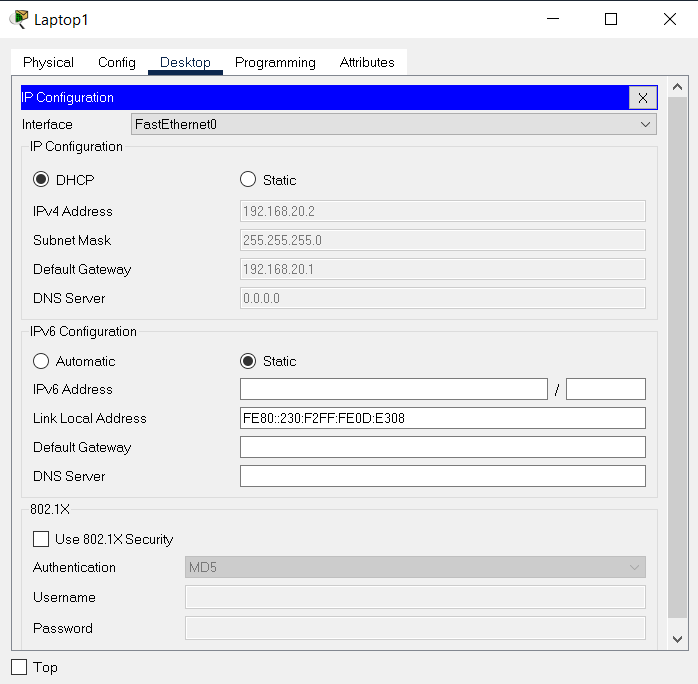 Laptop1
Physical Config Desktop Programming Attributes
IP Configuration X
Interface FastEthernet0
IP Configuration
DHCP Static
IPv4 Address 192.168.20.2
Subnet Mask 255.255.255.0
Default Gateway 192.168.20.1
DNS Server 0.0.0.0
IPv6 Configuration
Automatic Static
IPv6 Address /
Link Local Address FE80::230:F2FF:FE0D:E308
Default Gateway
DNS Server
802.1X
Use 802.1X Security
Authentication MD5
Username
Password
Top